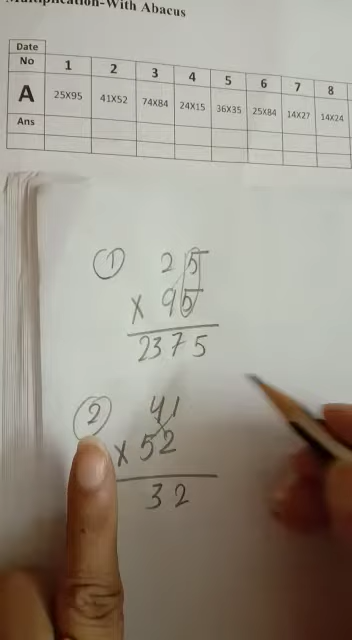 Multiplication-With Abacus
Date
No 1 2 3 4 5 6 7 8
A 25X95 41X52 74X84 24X15 36X35 25X84 14X27 14X24
Ans
① 25
X 95
2375
② 41
X 52
32